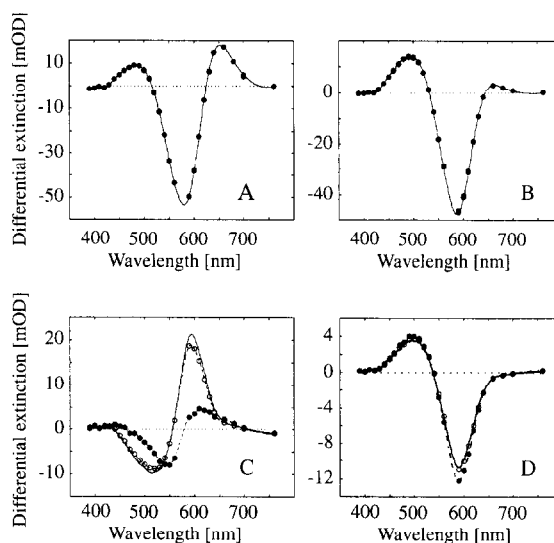 Differential extinction [mOD]
10
-10
-30
-50
A
400 500 600 700
Wavelength [nm]
0
-20
-40
B
400 500 600 700
Wavelength [nm]
Differential extinction [mOD]
20
10
0
-10
C
400 500 600 700
Wavelength [nm]
4
0
-4
-8
-12
D
400 500 600 700
Wavelength [nm]